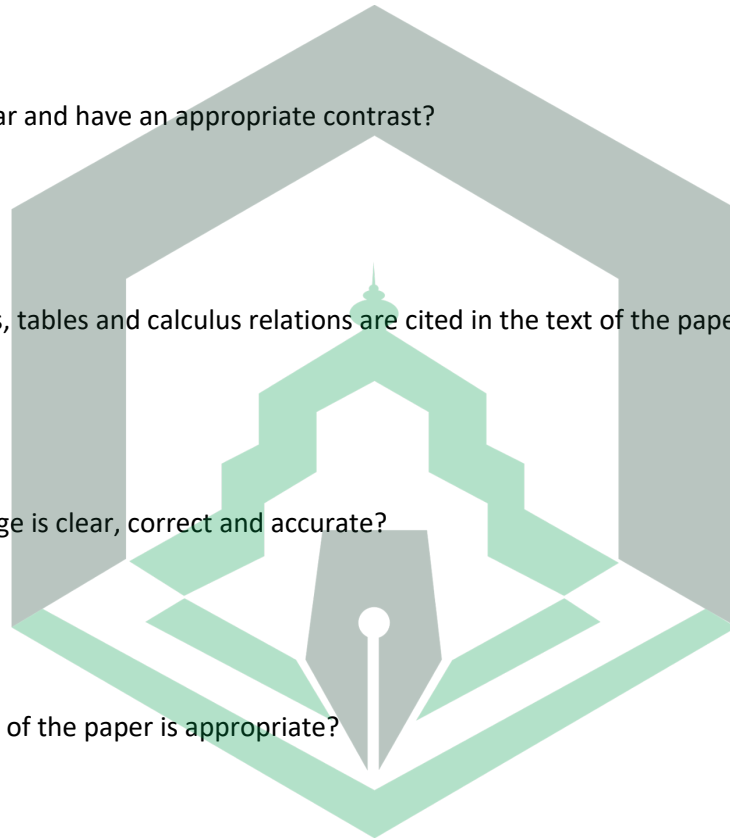 ar and have an appropriate contrast?
s, tables and calculus relations are cited in the text of the pape
ge is clear, correct and accurate?
of the paper is appropriate?